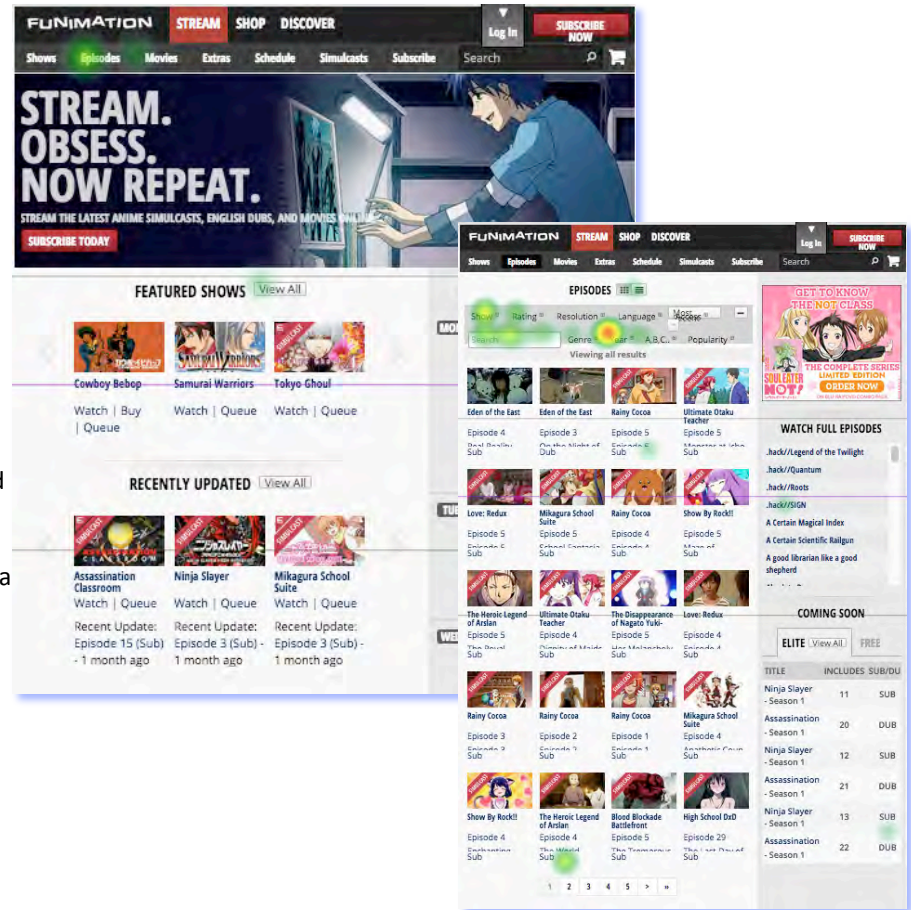 FUNIMATION STREAM SHOP DISCOVER Log In SUBSCRIBE NOW
Shows Episodes Movies Extras Schedule Simulcasts Subscribe Search
STREAM.
OBSESS.
NOW REPEAT.
STREAM THE LATEST ANIME SIMULCASTS, ENGLISH DUBS, AND MOVIES ONLINE
SUBSCRIBE TODAY
FEATURED SHOWS View All
Cowboy Bebop Samurai Warriors Tokyo Ghoul
Watch | Buy Watch | Queue Watch | Queue
| Queue
d
RECENTLY UPDATED View All
TUE
a
Assassination Ninja Slayer Mikagura School
Classroom Suite
Watch | Queue Watch | Queue Watch | Queue
Recent Update: Recent Update: Recent Update:
Episode 15 (Sub) Episode 3 (Sub) - Episode 3 (Sub) -
- 1 month ago 1 month ago 1 month ago
FUNIMATION STREAM SHOP DISCOVER Log In SUBSCRIBE NOW
Shows Episodes Movies Extras Schedule Simulcasts Subscribe Search
EPISODES
Show Rating Resolution Language
Search Genre Year A,B,C.. Popularity
Viewing all results
Eden of the East Eden of the East Rainy Cocoa Ultimate Otaku
Teacher
Episode 4 Episode 3 Episode 5 Episode 5
Sub Dub Sub Sub
Love: Redux Mikagura School Rainy Cocoa Show By Rock!!
Suite
Episode 5 Episode 5 Episode 4 Episode 5
Sub Sub Sub Sub
The Heroic Legend Ultimate Otaku The Disappearance Love: Redux
of Arslan Teacher of Nagato Yuki-
Episode 5 Episode 4 Episode 5 Episode 4
Sub Sub Sub Sub
Rainy Cocoa Rainy Cocoa Rainy Cocoa Mikagura School
Suite
Episode 3 Episode 2 Episode 1 Episode 4
Sub Sub Sub Sub
Show By Rock!! The Heroic Legend Blood Blockade High School DxD
of Arslan Battlefront
Episode 4 Episode 4 Episode 5 Episode 29
Sub Sub Sub Sub
1 2 3 4 5 > »
GET TO KNOW
THE NOT CLASS
SOUL EATER
NOT!
THE COMPLETE SERIES
LIMITED EDITION
ORDER NOW
WATCH FULL EPISODES
.hack//Legend of the Twilight
.hack//Quantum
.hack//Roots
.hack//SIGN
A Certain Magical Index
A Certain Scientific Railgun
A good librarian like a good
shepherd
COMING SOON
ELITE View All FREE
TITLE INCLUDES SUB/DU
Ninja Slayer 11 SUB
- Season 1
Assassination 20 DUB
- Season 1
Ninja Slayer 12 SUB
- Season 1
Assassination 21 DUB
- Season 1
Ninja Slayer 13 SUB
- Season 1
Assassination 22 DUB
- Season 1